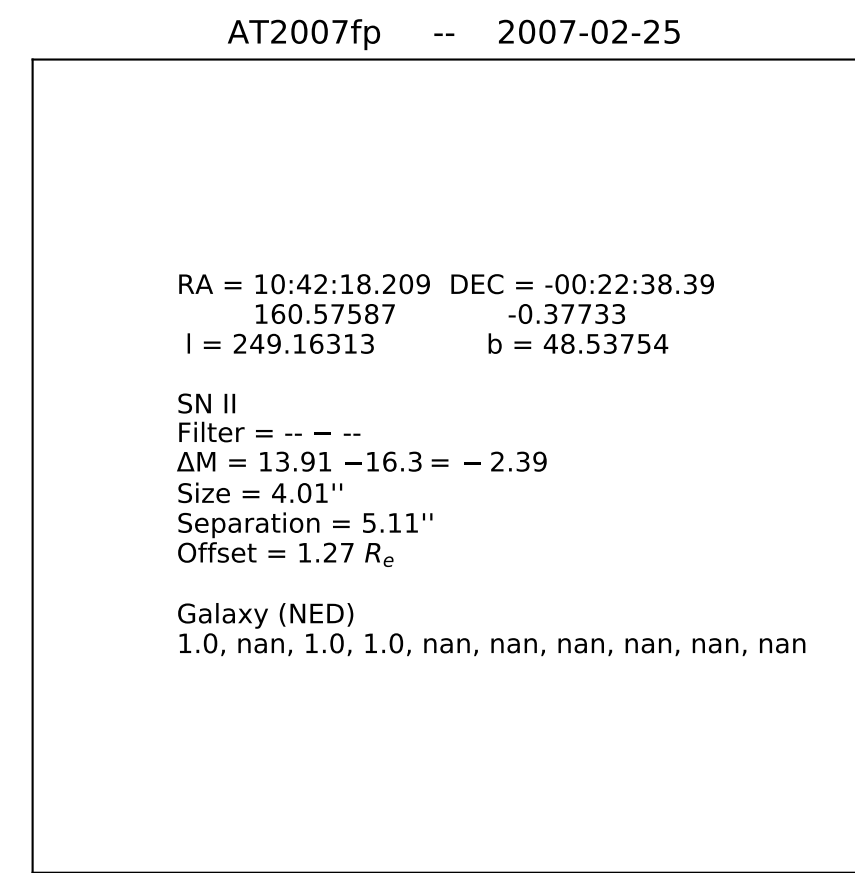 AT2007fp -- 2007-02-25
RA = 10:42:18.209 DEC = -00:22:38.39
160.57587 -0.37733
l = 249.16313 b = 48.53754
SN II
Filter = -- − --
ΔM = 13.91 −16.3 = − 2.39
Size = 4.01''
Separation = 5.11''
Offset = 1.27 Re
Galaxy (NED)
1.0, nan, 1.0, 1.0, nan, nan, nan, nan, nan, nan